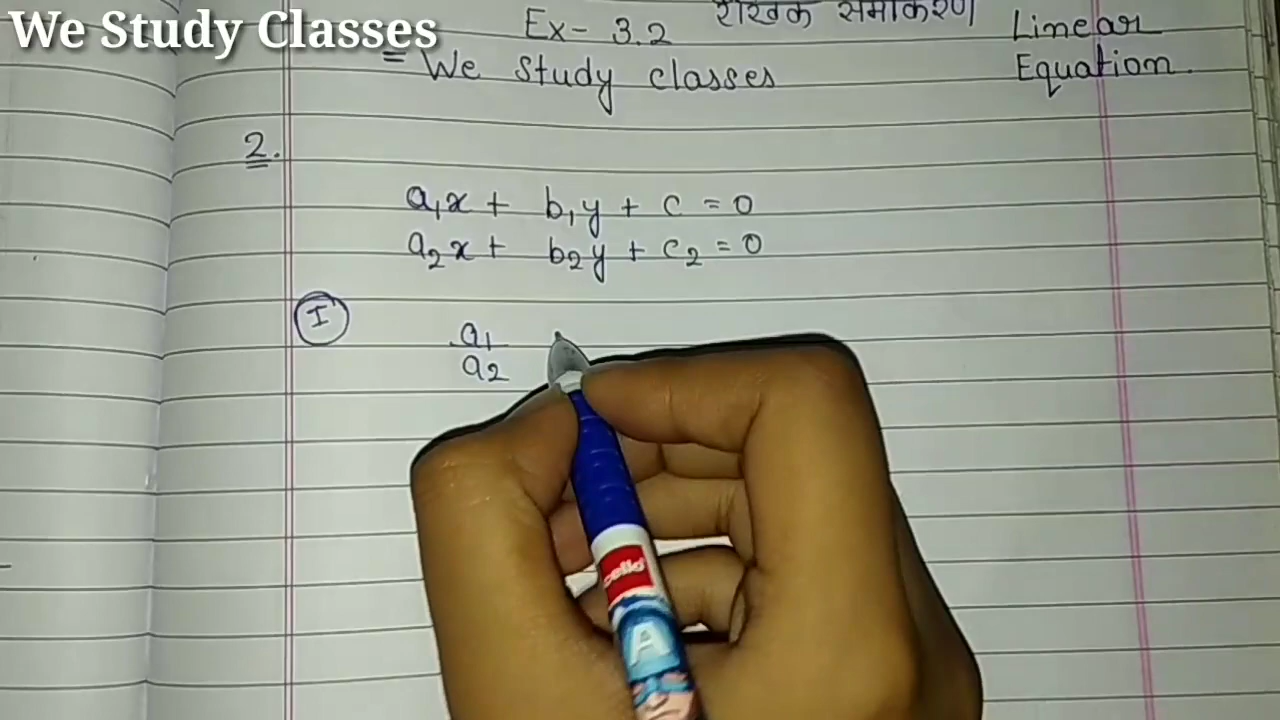 We Study Classes
Ex- 3.2 रैखिक समीकरण Linear Equation.
= We Study classes
2.
a₁x + b₁y + c = 0
a₂x + b₂y + c₂ = 0
I
a₁
a₂
cello
A